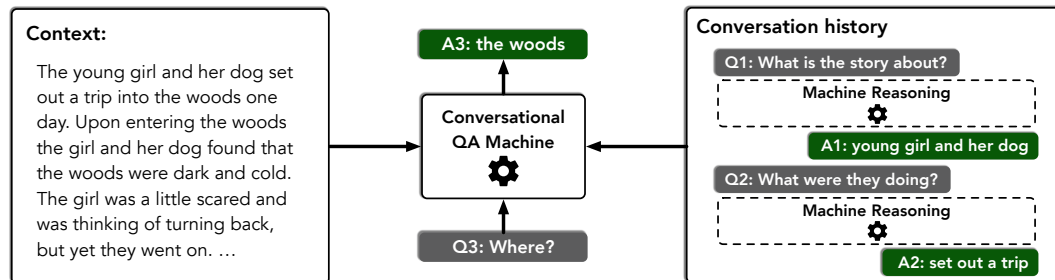 Context:
The young girl and her dog set
out a trip into the woods one
day. Upon entering the woods
the girl and her dog found that
the woods were dark and cold.
The girl was a little scared and
was thinking of turning back,
but yet they went on. …
A3: the woods
Conversational
QA Machine
Q3: Where?
Conversation history
Q1: What is the story about?
Machine Reasoning
A1: young girl and her dog
Q2: What were they doing?
Machine Reasoning
A2: set out a trip